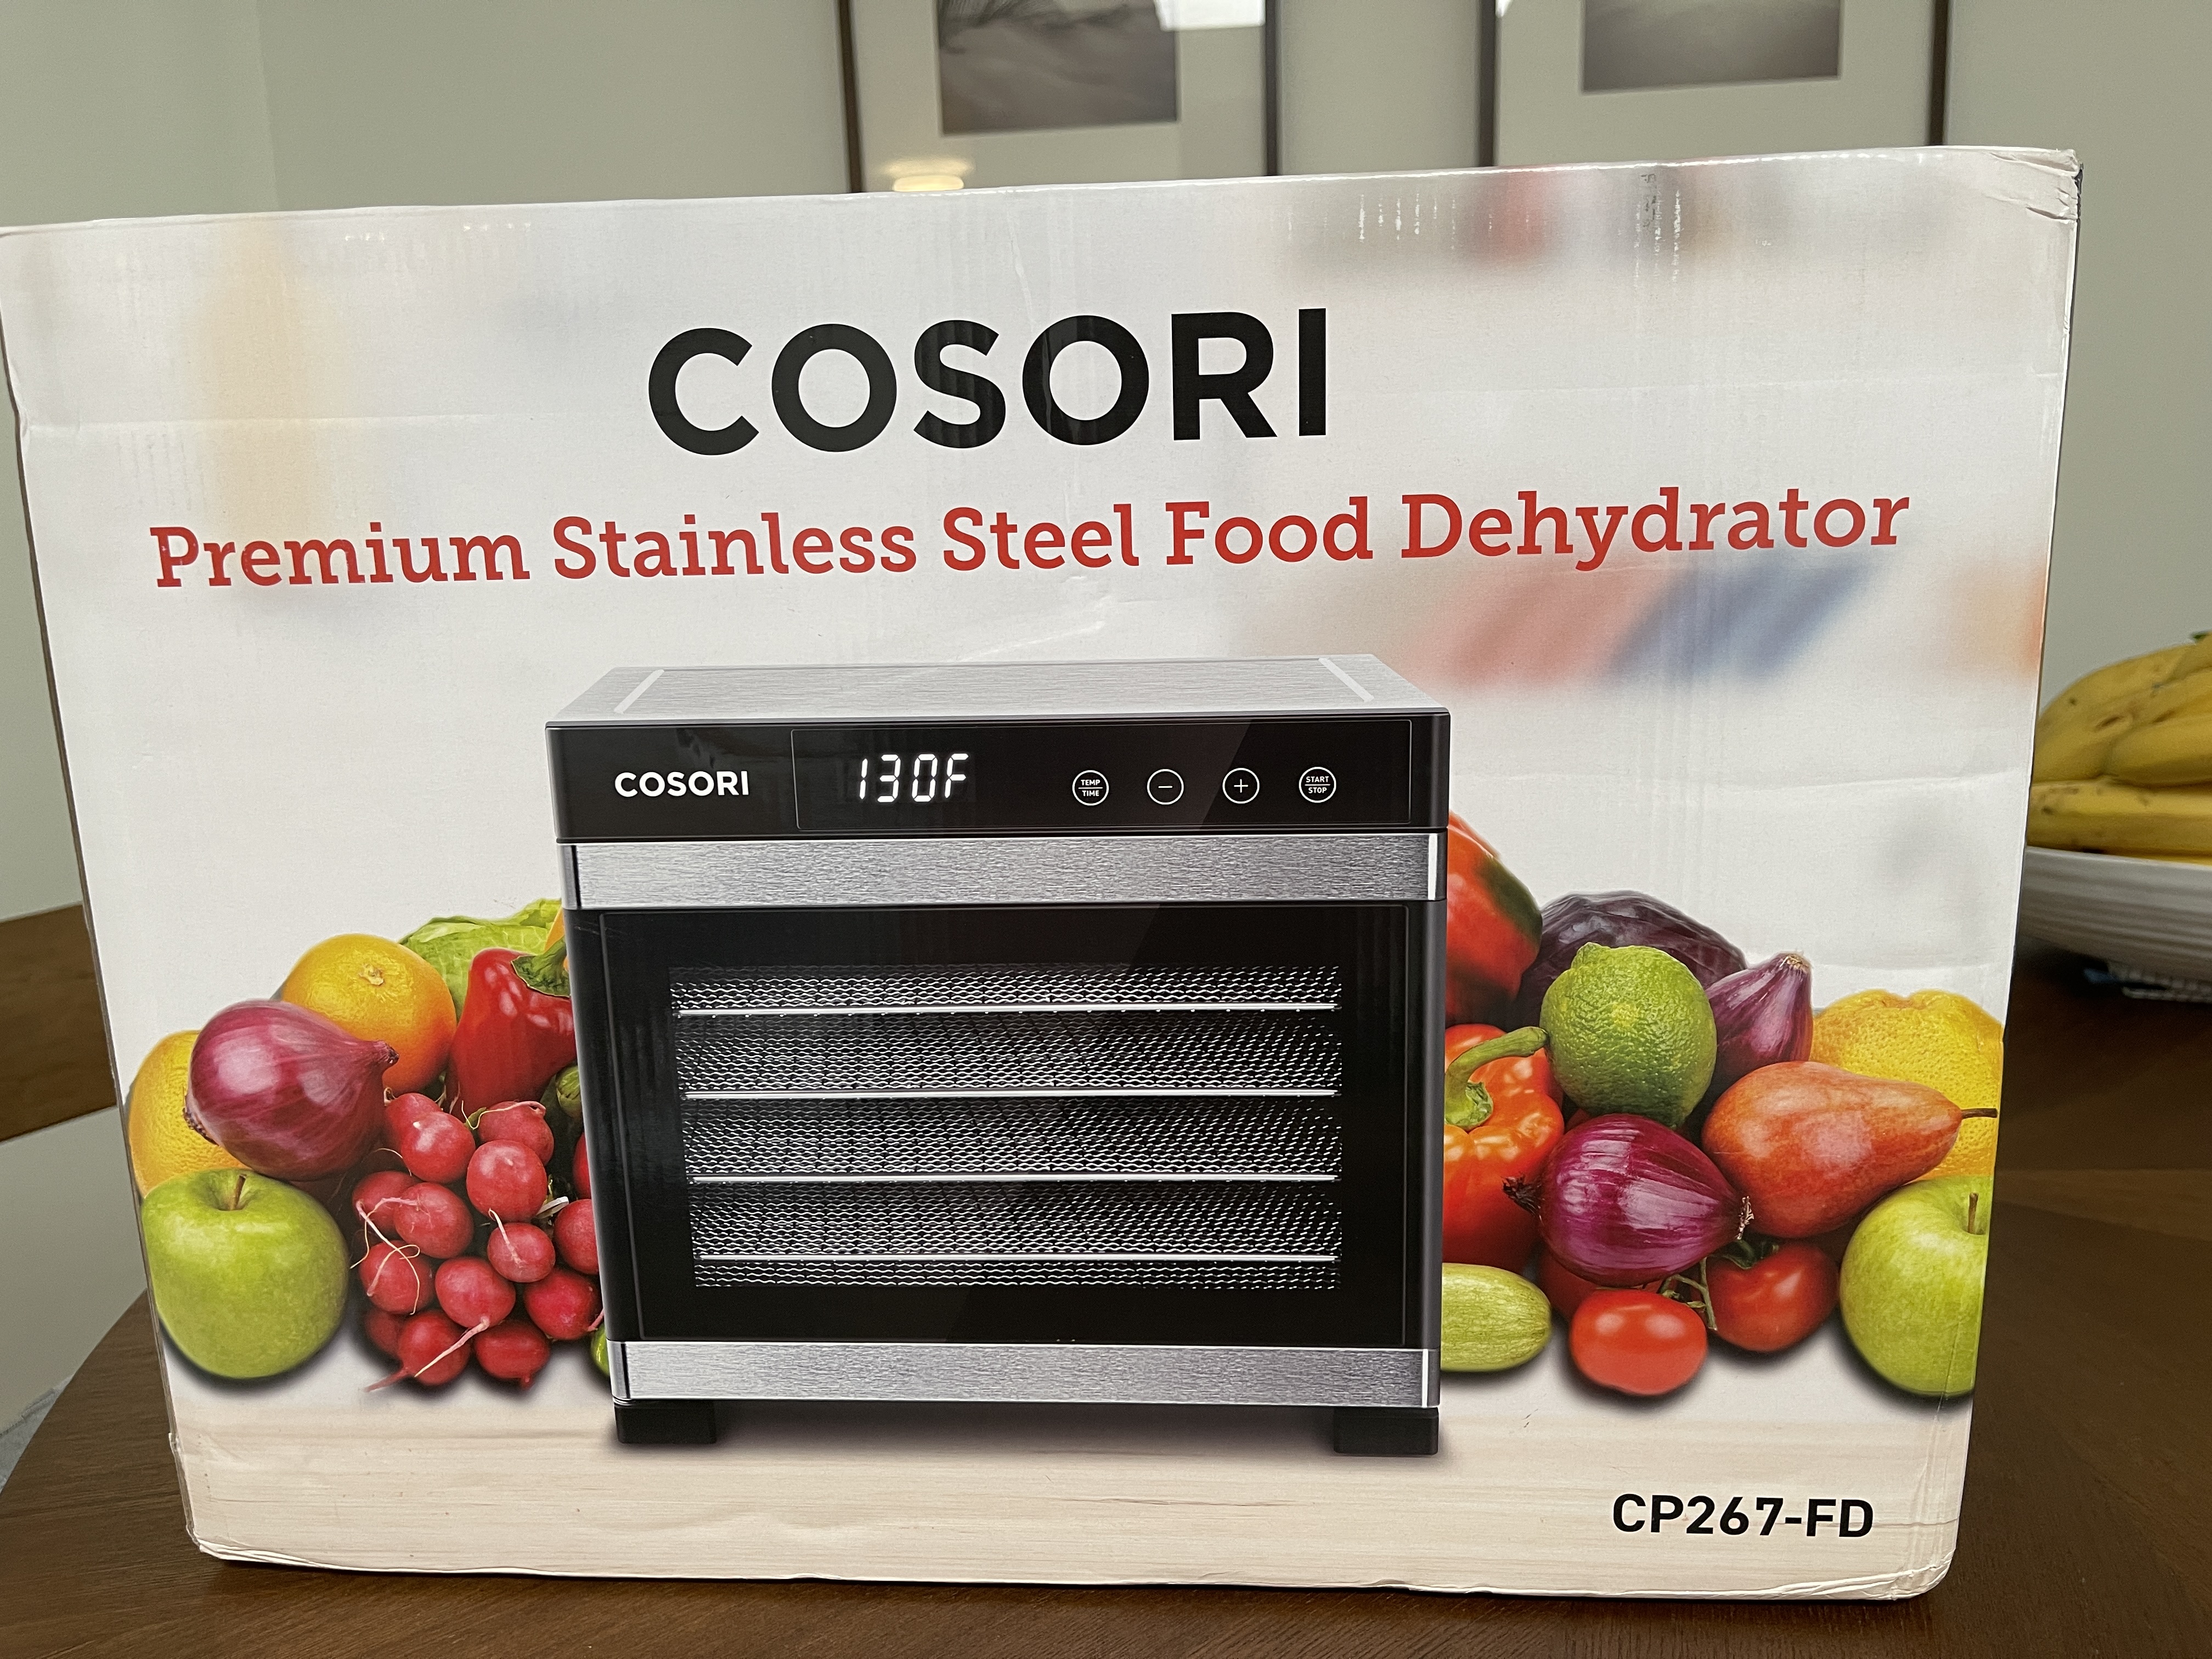 COSORI
Premium Stainless Steel Food Dehydrator
COSORI
130F
TEMP
TIME
−
+
START
STOP
CP267-FD